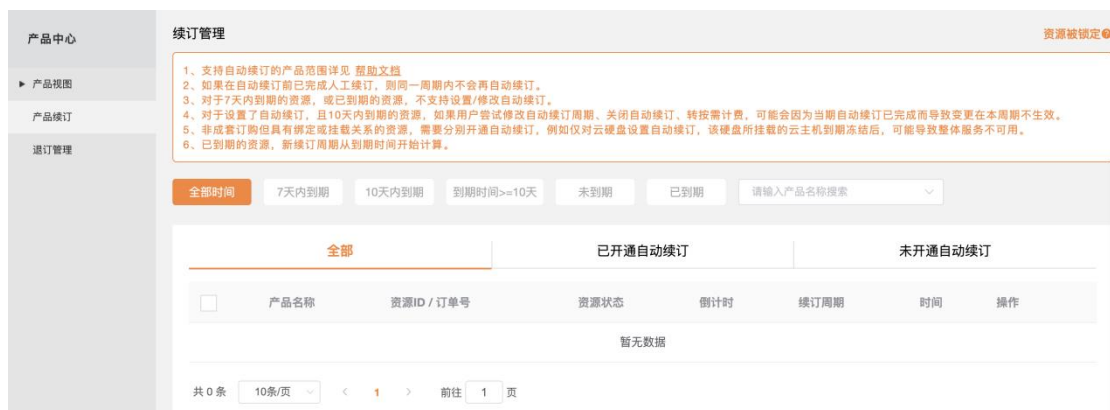 产品中心
▶ 产品视图
产品续订
退订管理
续订管理
资源被锁定
1、支持自动续订的产品范围详见 帮助文档
2、如果在自动续订前已完成人工续订，则同一周期内不会再自动续订。
3、对于7天内到期的资源，或已到期的资源，不支持设置/修改自动续订。
4、对于设置了自动续订，且10天内到期的资源，如果用户尝试修改自动续订周期、关闭自动续订、转按需计费，可能会因为当期自动续订已完成而导致变更在本周期不生效。
5、非成套订购但具有绑定或挂载关系的资源，需要分别开通自动续订，例如仅对云硬盘设置自动续订，该硬盘所挂载的云主机到期冻结后，可能导致整体服务不可用。
6、已到期的资源，新续订周期从到期时间开始计算。
全部时间 7天内到期 10天内到期 到期时间>=10天 未到期 已到期 请输入产品名称搜索
全部 已开通自动续订 未开通自动续订
产品名称 资源ID / 订单号 资源状态 倒计时 续订周期 时间 操作
暂无数据
共 0 条 10条/页 < 1 > 前往 1 页